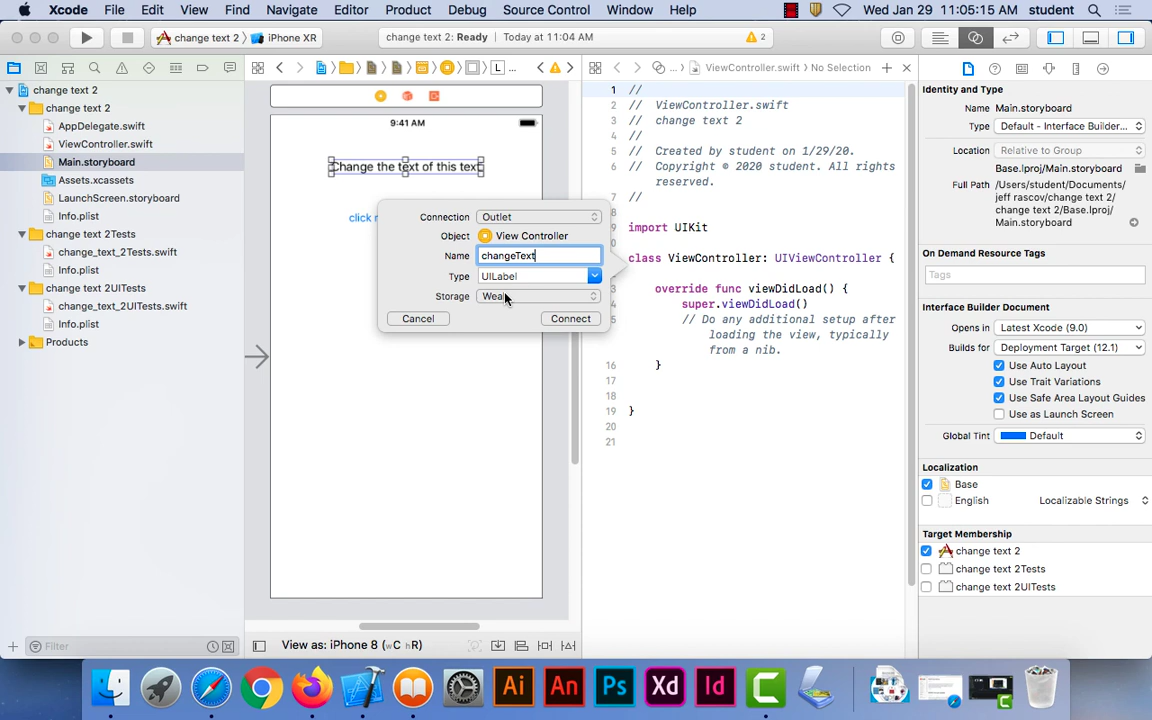 Xcode File Edit View Find Navigate Editor Product Debug Source Control Window Help Wed Jan 29 11:05:15 AM student
change text 2 iPhone XR change text 2: Ready Today at 11:04 AM 2
L ... ... ViewController.swift No Selection
change text 2
change text 2
AppDelegate.swift
ViewController.swift
Main.storyboard
Assets.xcassets
LaunchScreen.storyboard
Info.plist
change text 2Tests
change_text_2Tests.swift
Info.plist
change text 2UITests
change_text_2UITests.swift
Info.plist
Products
Filter
9:41 AM
Change the text of this text
click
Connection Outlet
Object View Controller
Name changeText
Type UILabel
Storage Weak
Cancel Connect
View as: iPhone 8 (wC hR)
1 //
2 // ViewController.swift
3 // change text 2
4 //
5 // Created by student on 1/29/20.
6 // Copyright © 2020 student. All rights
reserved.
7 //
import UIKit
class ViewController: UIViewController {
override func viewDidLoad() {
super.viewDidLoad()
// Do any additional setup after
loading the view, typically
from a nib.
16 }
17
18
19 }
20
21
Identity and Type
Name Main.storyboard
Type Default - Interface Builder...
Location Relative to Group
Base.lproj/Main.storyboard
Full Path /Users/student/Documents/
jeff rascov/change text 2/
change text 2/Base.lproj/
Main.storyboard
On Demand Resource Tags
Tags
Interface Builder Document
Opens in Latest Xcode (9.0)
Builds for Deployment Target (12.1)
Use Auto Layout
Use Trait Variations
Use Safe Area Layout Guides
Use as Launch Screen
Global Tint Default
Localization
Base
English Localizable Strings
Target Membership
change text 2
change text 2Tests
change text 2UITests
Ai An Ps Xd Id C